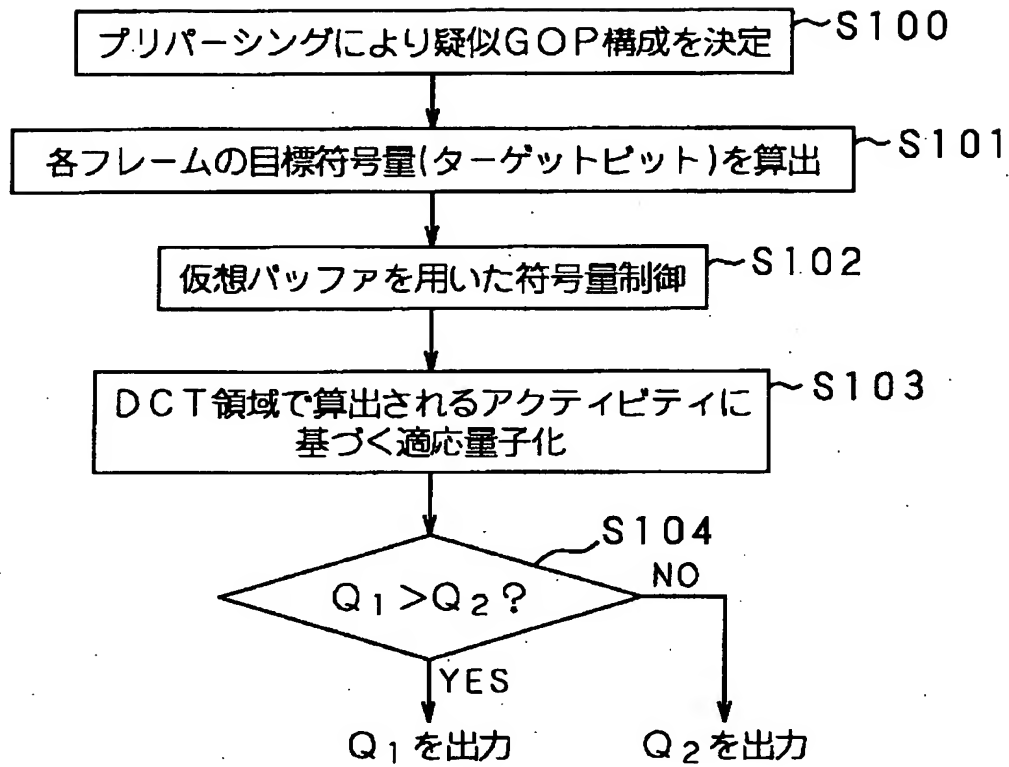 プリパーシングにより疑似GOP構成を決定
S100
各フレームの目標符号量(ターゲットビット)を算出
S101
仮想バッファを用いた符号量制御
S102
DCT領域で算出されるアクティビティに
基づく適応量子化
S103
S104
Q1>Q2?
NO
YES
Q1を出力
Q2を出力